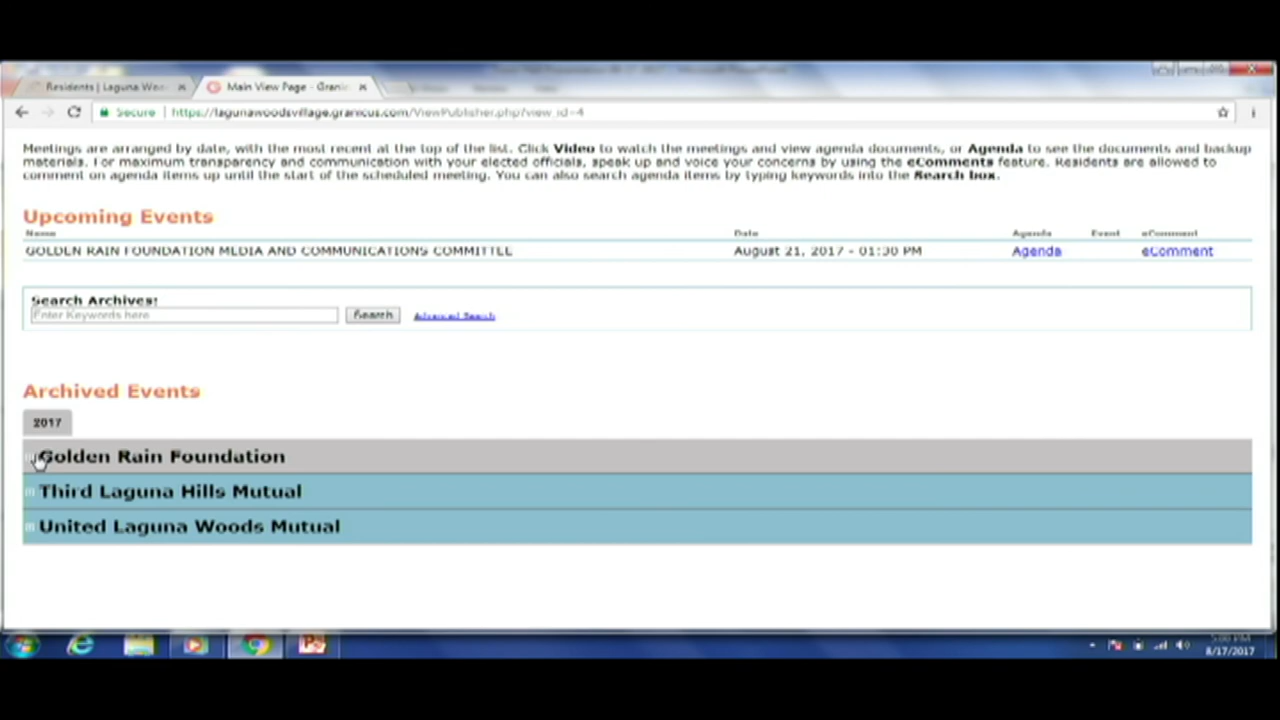 Residents | Laguna Woo
Main View Page - Granic
Secure | https://lagunawoodsvillage.granicus.com/ViewPublisher.php?view_id=4
Meetings are arranged by date, with the most recent at the top of the list. Click Video to watch the meetings and view agenda documents, or Agenda to see the documents and backup
materials. For maximum transparency and communication with your elected officials, speak up and voice your concerns by using the eComments feature. Residents are allowed to
comment on agenda items up until the start of the scheduled meeting. You can also search agenda items by typing keywords into the Search box.
Upcoming Events
Name Date Agenda Event eComment
GOLDEN RAIN FOUNDATION MEDIA AND COMMUNICATIONS COMMITTEE August 21, 2017 - 01:30 PM Agenda eComment
Search Archives:
Enter Keywords here Search Advanced Search
Archived Events
2017
Golden Rain Foundation
Third Laguna Hills Mutual
United Laguna Woods Mutual
5:00 PM
8/17/2017